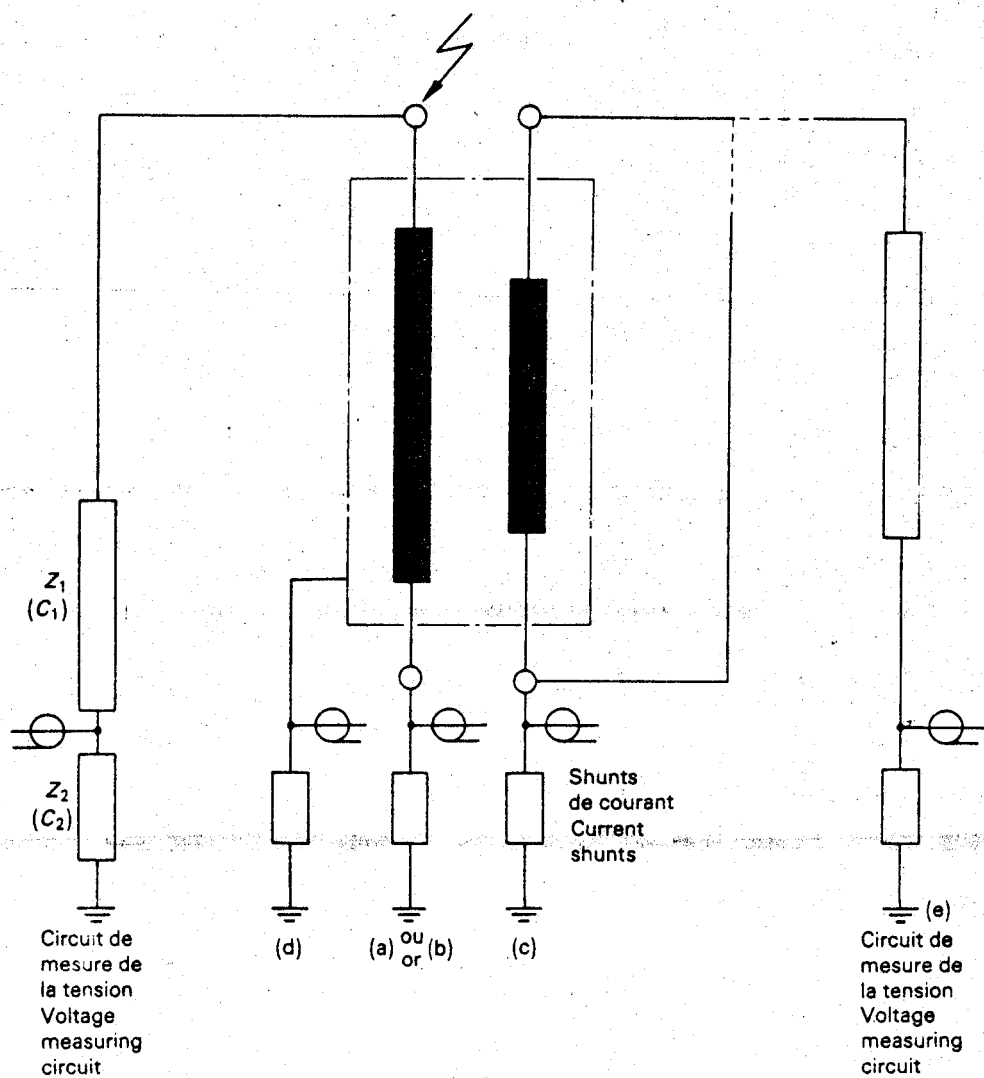 Z₁
(C₁)
Z₂
(C₂)
Shunts
de courant
Current
shunts
(d)
(a) ou or (b)
(c)
(e)
Circuit de
mesure de
la tension
Voltage
measuring
circuit
Circuit de
mesure de
la tension
Voltage
measuring
circuit